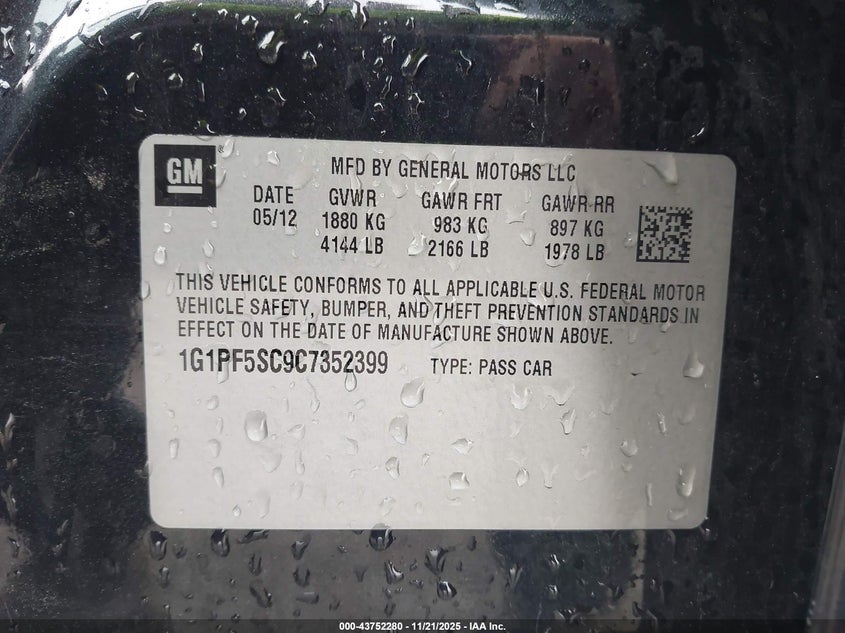 GM
MFD BY GENERAL MOTORS LLC
DATE GVWR GAWR FRT GAWR RR
05/12 1880 KG 983 KG 897 KG
4144 LB 2166 LB 1978 LB
THIS VEHICLE CONFORMS TO ALL APPLICABLE U.S. FEDERAL MOTOR
VEHICLE SAFETY, BUMPER, AND THEFT PREVENTION STANDARDS IN
EFFECT ON THE DATE OF MANUFACTURE SHOWN ABOVE.
1G1PF5SC9C7352399 TYPE: PASS CAR
000-43752280 - 11/21/2025 - IAA Inc.